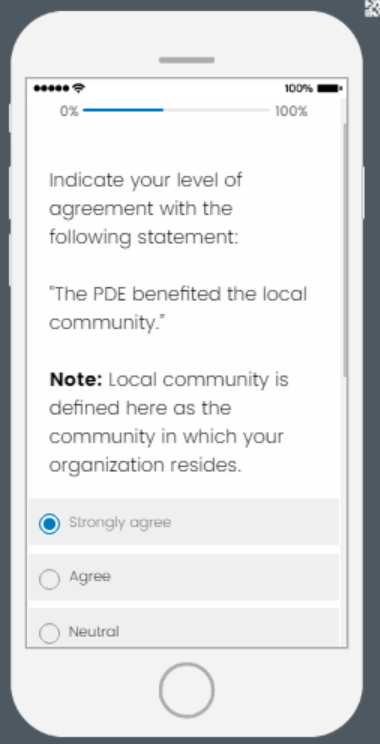 100%
0% 100%
Indicate your level of
agreement with the
following statement:
"The PDE benefited the local
community."
Note: Local community is
defined here as the
community in which your
organization resides.
Strongly agree
Agree
Neutral